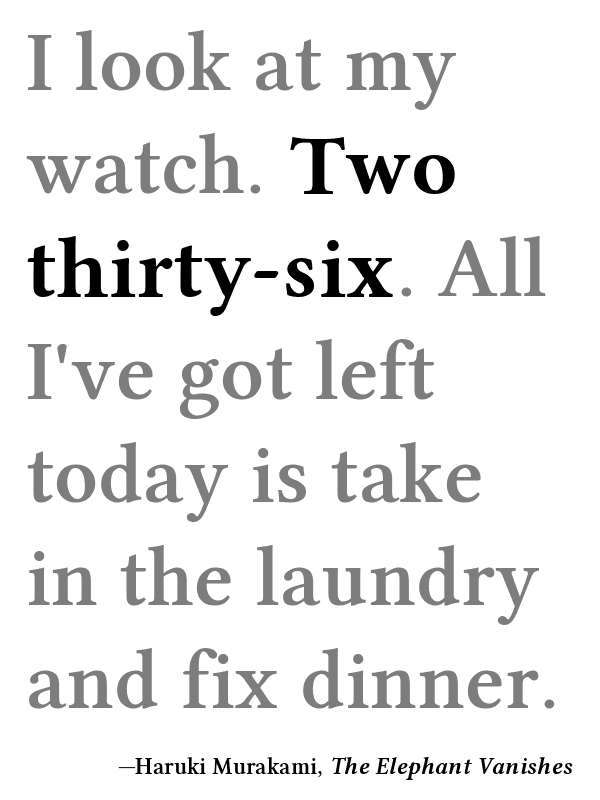 I look at my
watch. Two
thirty-six. All
I've got left
today is take
in the laundry
and fix dinner.
—Haruki Murakami, The Elephant Vanishes